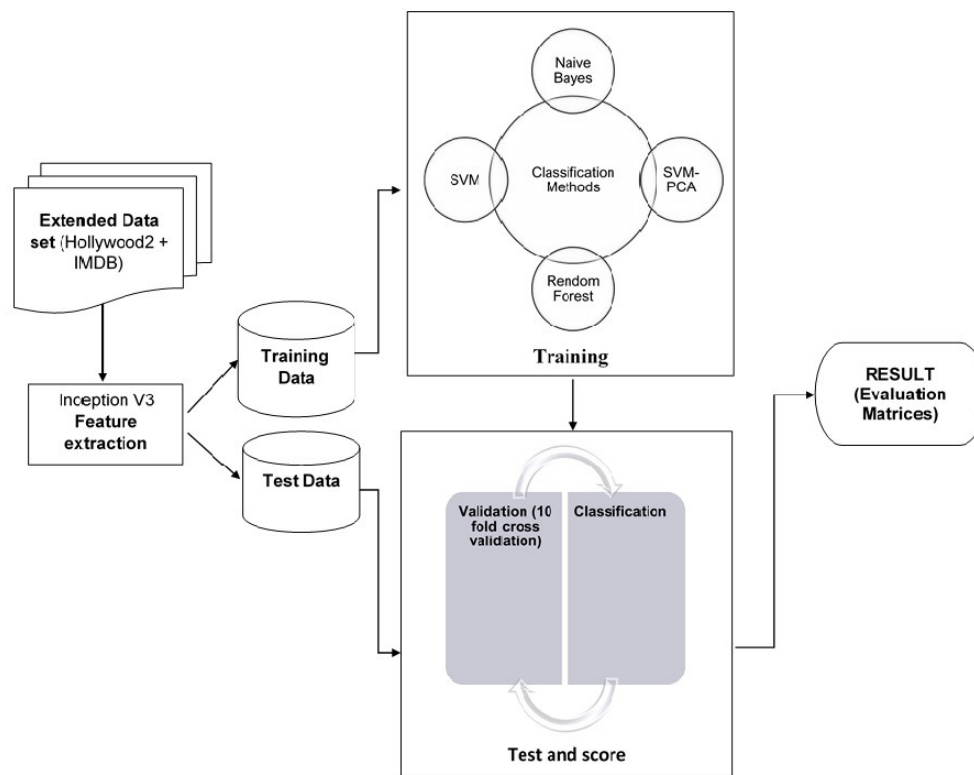 Extended Data
set (Hollywood2 +
IMDB)
Inception V3
Feature
extraction
Training
Data
Test Data
Naive
Bayes
SVM
Classification
Methods
SVM-
PCA
Rendom
Forest
Training
Validation (10
fold cross
validation)
Classification
Test and score
RESULT
(Evaluation
Matrices)